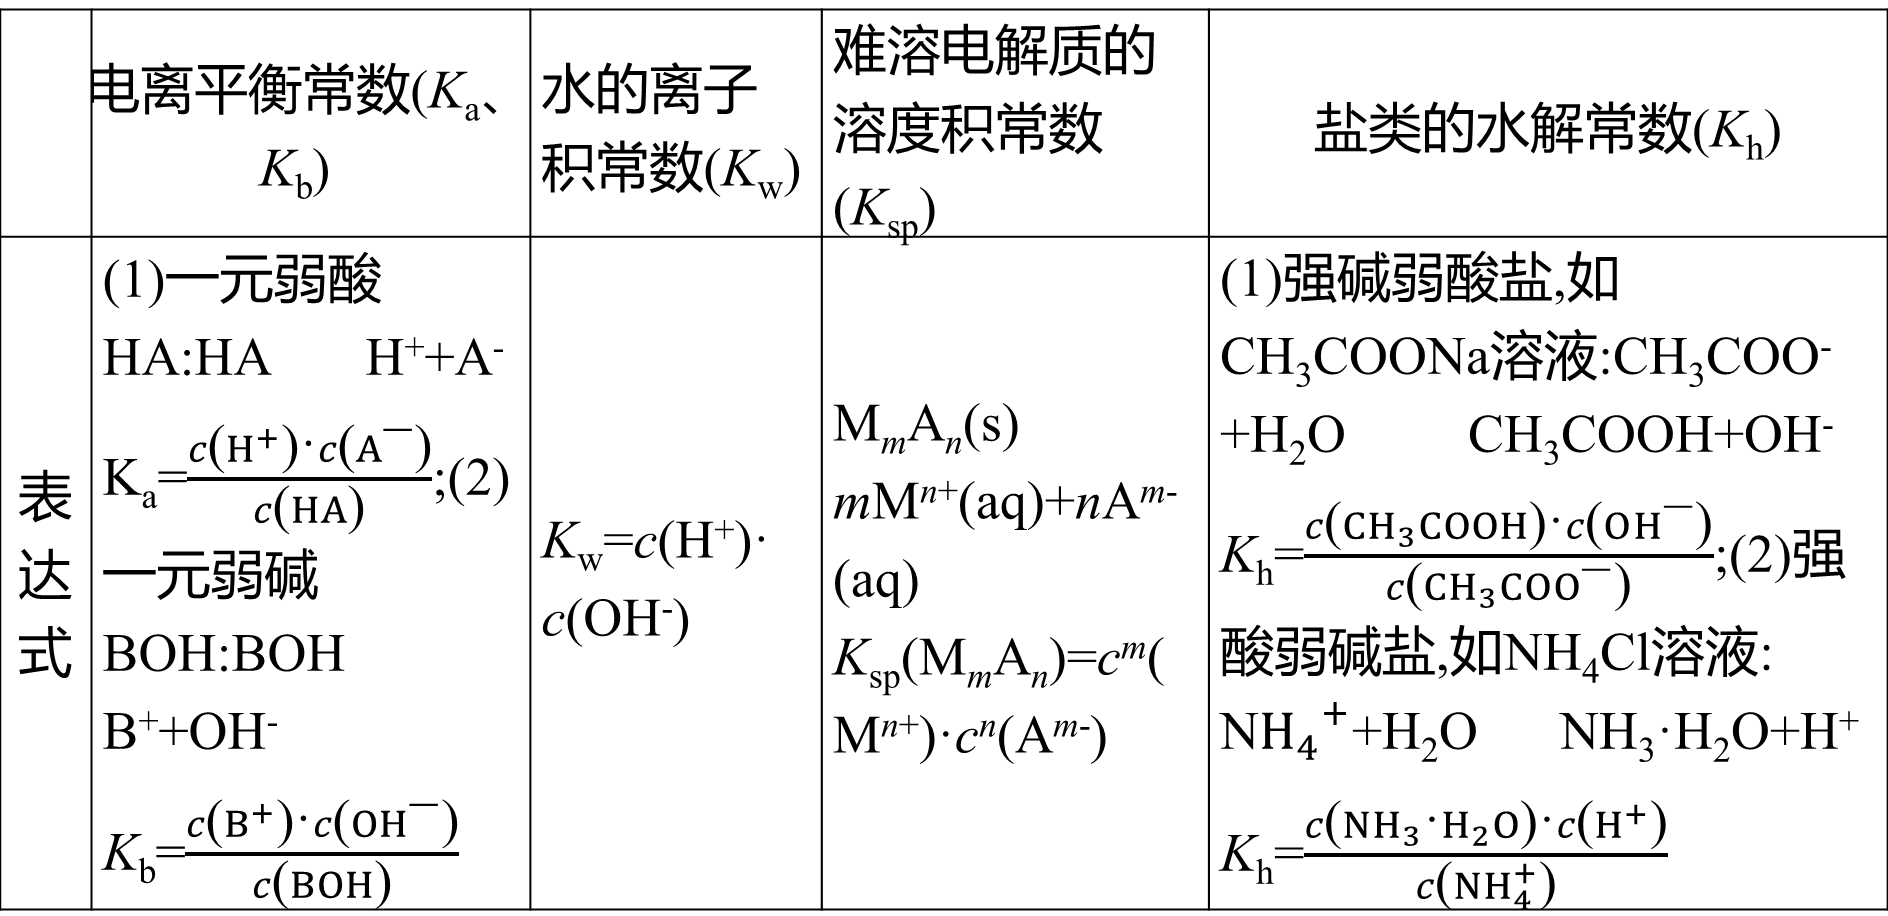 电离平衡常数(Ka、
Kb)
水的离子
积常数(Kw)
难溶电解质的
溶度积常数
(Ksp)
盐类的水解常数(Kh)
表
达
式
(1)一元弱酸
HA:HA H⁺+A⁻
Ka=c(H⁺)·c(A⁻)/c(HA);(2)
一元弱碱
BOH:BOH
B⁺+OH⁻
Kb=c(B⁺)·c(OH⁻)/c(BOH)
Kw=c(H⁺)·
c(OH⁻)
MmAn(s)
mMⁿ⁺(aq)+nAᵐ⁻
(aq)
Ksp(MmAn)=cᵐ(
Mⁿ⁺)·cⁿ(Aᵐ⁻)
(1)强碱弱酸盐,如
CH₃COONa溶液:CH₃COO⁻
+H₂O CH₃COOH+OH⁻
Kh=c(CH₃COOH)·c(OH⁻)/c(CH₃COO⁻);(2)强
酸弱碱盐,如NH₄Cl溶液:
NH₄⁺+H₂O NH₃·H₂O+H⁺
Kh=c(NH₃·H₂O)·c(H⁺)/c(NH₄⁺)